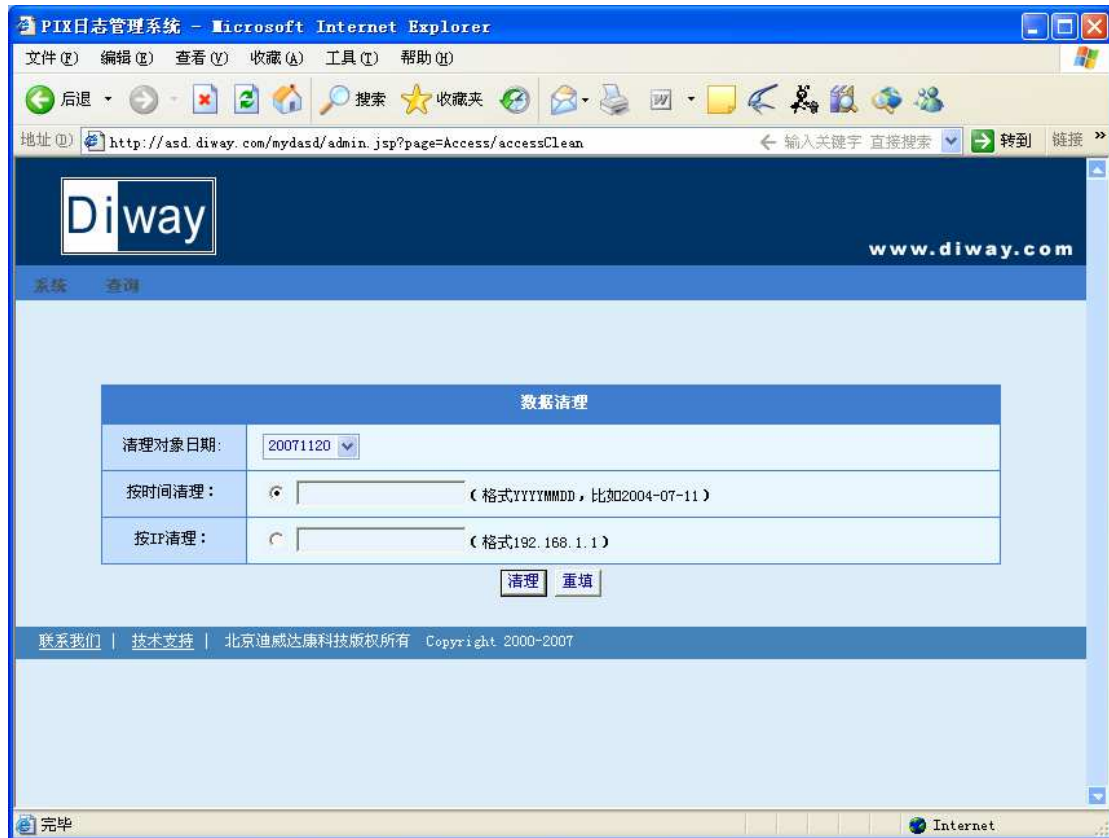 PIX日志管理系统 - Microsoft Internet Explorer
文件(F) 编辑(E) 查看(V) 收藏(A) 工具(T) 帮助(H)
后退 搜索 收藏夹
地址(D) http://asd.diway.com/mydasd/admin.jsp?page=Access/accessClean ← 输入关键字 直接搜索 转到 链接 »
Diway
www.diway.com
系统 查询
数据清理
清理对象日期: 20071120
按时间清理： (格式YYYYMMDD，比如2004-07-11)
按IP清理： (格式192.168.1.1)
清理 重填
联系我们 | 技术支持 | 北京迪威达康科技版权所有 Copyright 2000-2007
完毕 Internet